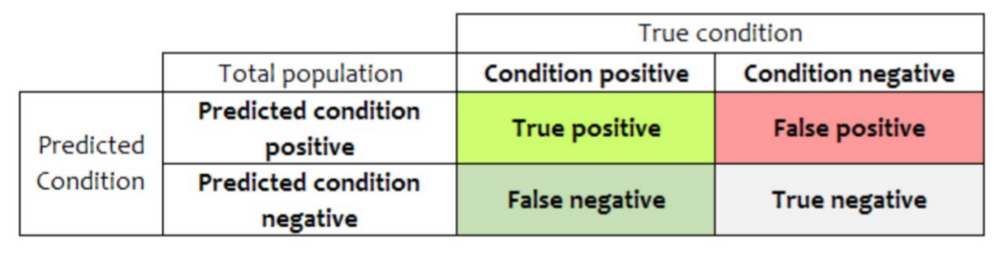 True condition
Total population
Condition positive
Condition negative
Predicted
Condition
Predicted condition
positive
True positive
False positive
Predicted condition
negative
False negative
True negative